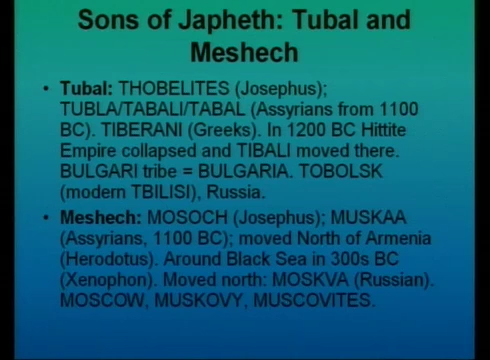 Sons of Japheth: Tubal and
Meshech
• Tubal: THOBELITES (Josephus);
TUBLA/TABALI/TABAL (Assyrians from 1100
BC). TIBERANI (Greeks). In 1200 BC Hittite
Empire collapsed and TIBALI moved there.
BULGARI tribe = BULGARIA. TOBOLSK
(modern TBILISI), Russia.
• Meshech: MOSOCH (Josephus); MUSKAA
(Assyrians, 1100 BC); moved North of Armenia
(Herodotus). Around Black Sea in 300s BC
(Xenophon). Moved north: MOSKVA (Russian).
MOSCOW, MUSKOVY, MUSCOVITES.